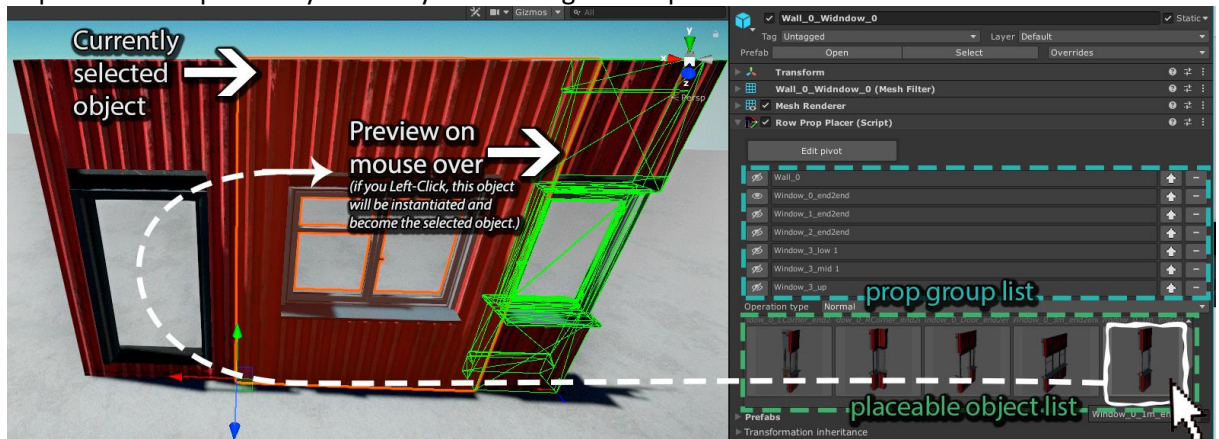 Gizmos
All
Currently
selected
object
y
x
z
Persp
Preview on
mouse over
(if you Left-Click, this object
will be instantiated and
become the selected object.)
Wall_0_Widndow_0
Static
Tag Untagged Layer Default
Prefab Open Select Overrides
Transform
Wall_0_Widndow_0 (Mesh Filter)
Mesh Renderer
Row Prop Placer (Script)
Edit pivot
Wall_0
Window_0_end2end
Window_1_end2end
Window_2_end2end
Window_3_low 1
Window_3_mid 1
Window_3_up
prop group list
Operation type Normal
placeable object list
Prefabs
Window_0_1m_en
Transformation inheritance